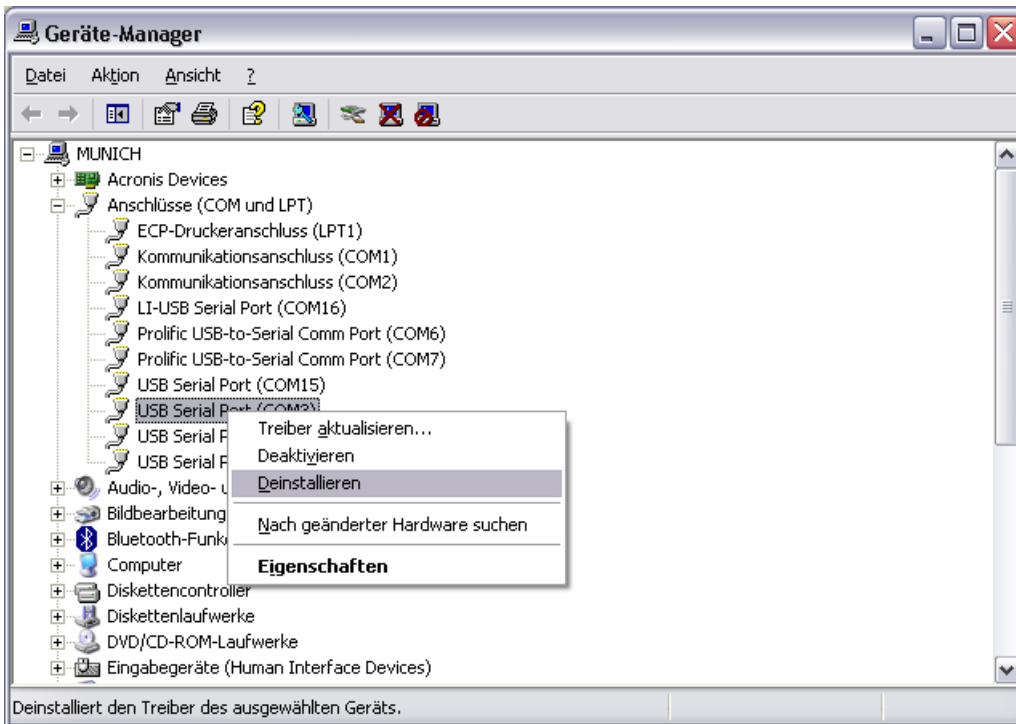 Geräte-Manager
Datei Aktion Ansicht ?
MUNICH
Acronis Devices
Anschlüsse (COM und LPT)
ECP-Druckeranschluss (LPT1)
Kommunikationsanschluss (COM1)
Kommunikationsanschluss (COM2)
LI-USB Serial Port (COM16)
Prolific USB-to-Serial Comm Port (COM6)
Prolific USB-to-Serial Comm Port (COM7)
USB Serial Port (COM15)
USB Serial Port (COM3)
USB Serial
USB Serial
Treiber aktualisieren...
Deaktivieren
Deinstallieren
Nach geänderter Hardware suchen
Eigenschaften
Audio-, Video-
Bildbearbeitung
Bluetooth-Funk
Computer
Diskettencontroller
Diskettenlaufwerke
DVD/CD-ROM-Laufwerke
Eingabegeräte (Human Interface Devices)
Deinstalliert den Treiber des ausgewählten Geräts.